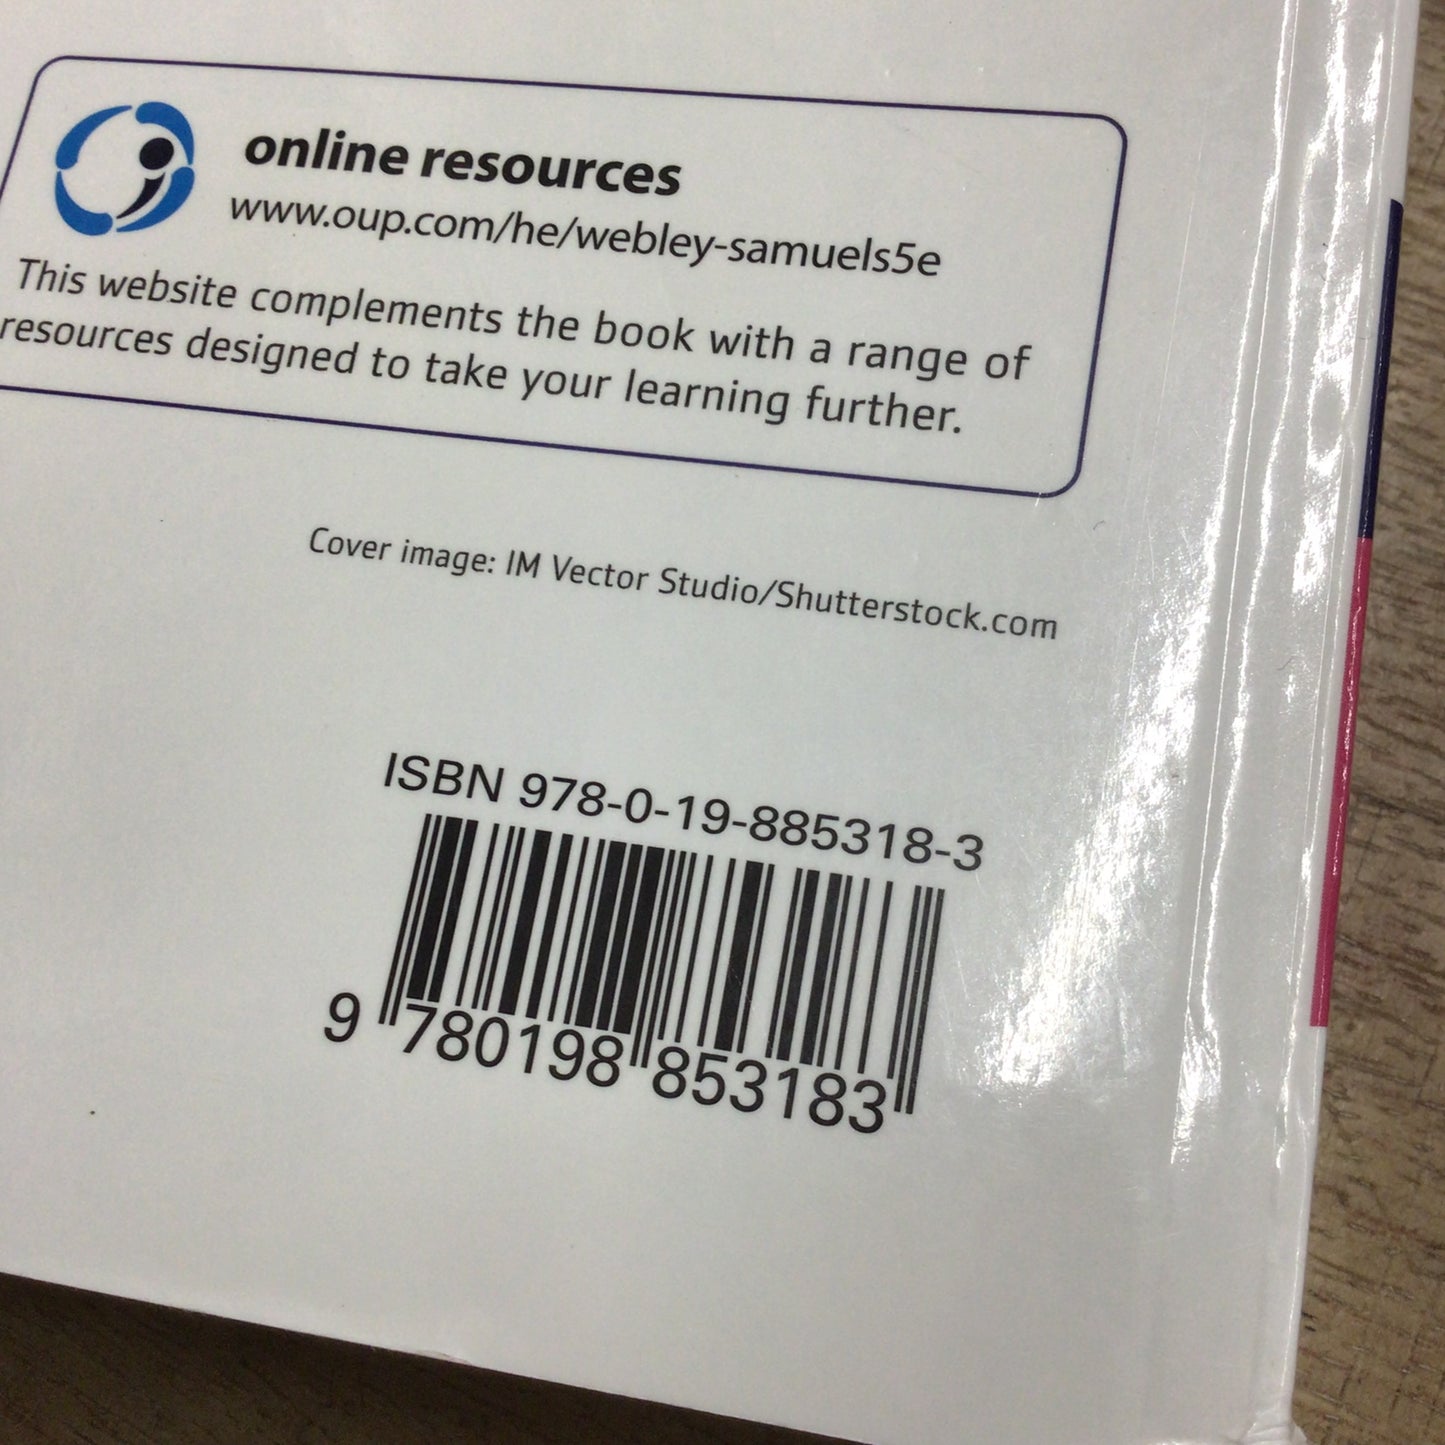 online resources
www.oup.com/he/webley-samuels5e
This website complements the book with a range of
resources designed to take your learning further.
Cover image: IM Vector Studio/Shutterstock.com
ISBN 978-0-19-885318-3
9 780198 853183